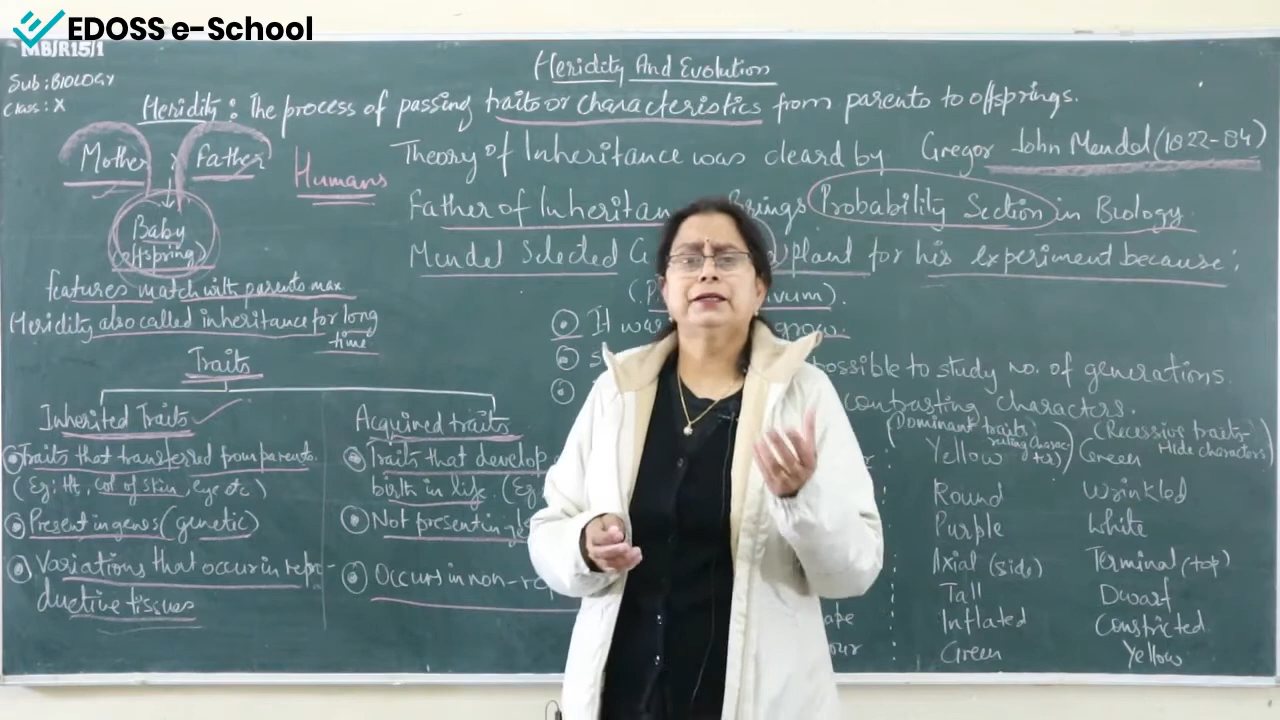 EDOSS e-School
MB/R15/1
Sub: BIOLOGY
Class: X
Heridity And Evolution
Heridity: The process of passing traits or characteristics from parents to offsprings.
Mother x Father
Humans
Baby
(offspring)
features match with parents max
Heridity also called inheritance for long
time
Theory of Inheritance was cleard by Gregor John Mendel (1822-84)
Father of Brings Probability Section in Biology
Mendel Selected plant for his experiment because:
It was grow.
possible to study no. of generations.
contrasting characters.
Traits
Inherited Traits
Traits that transferred from parents.
(Eg: Ht, col of skin, eye etc)
Present in genes (genetic)
Variations that occur in repro-
ductive tissues
Acquired traits
Traits that develop
birth in life. (Eg
Not present in
Occurs in non-
(Dominant traits
ruling charac-
ters)
(Recessive traits-
Hide characters)
Yellow Green
Round Wrinkled
Purple White
Axial (side) Terminal (top)
Tall Dwarf
Inflated Constricted
Green Yellow